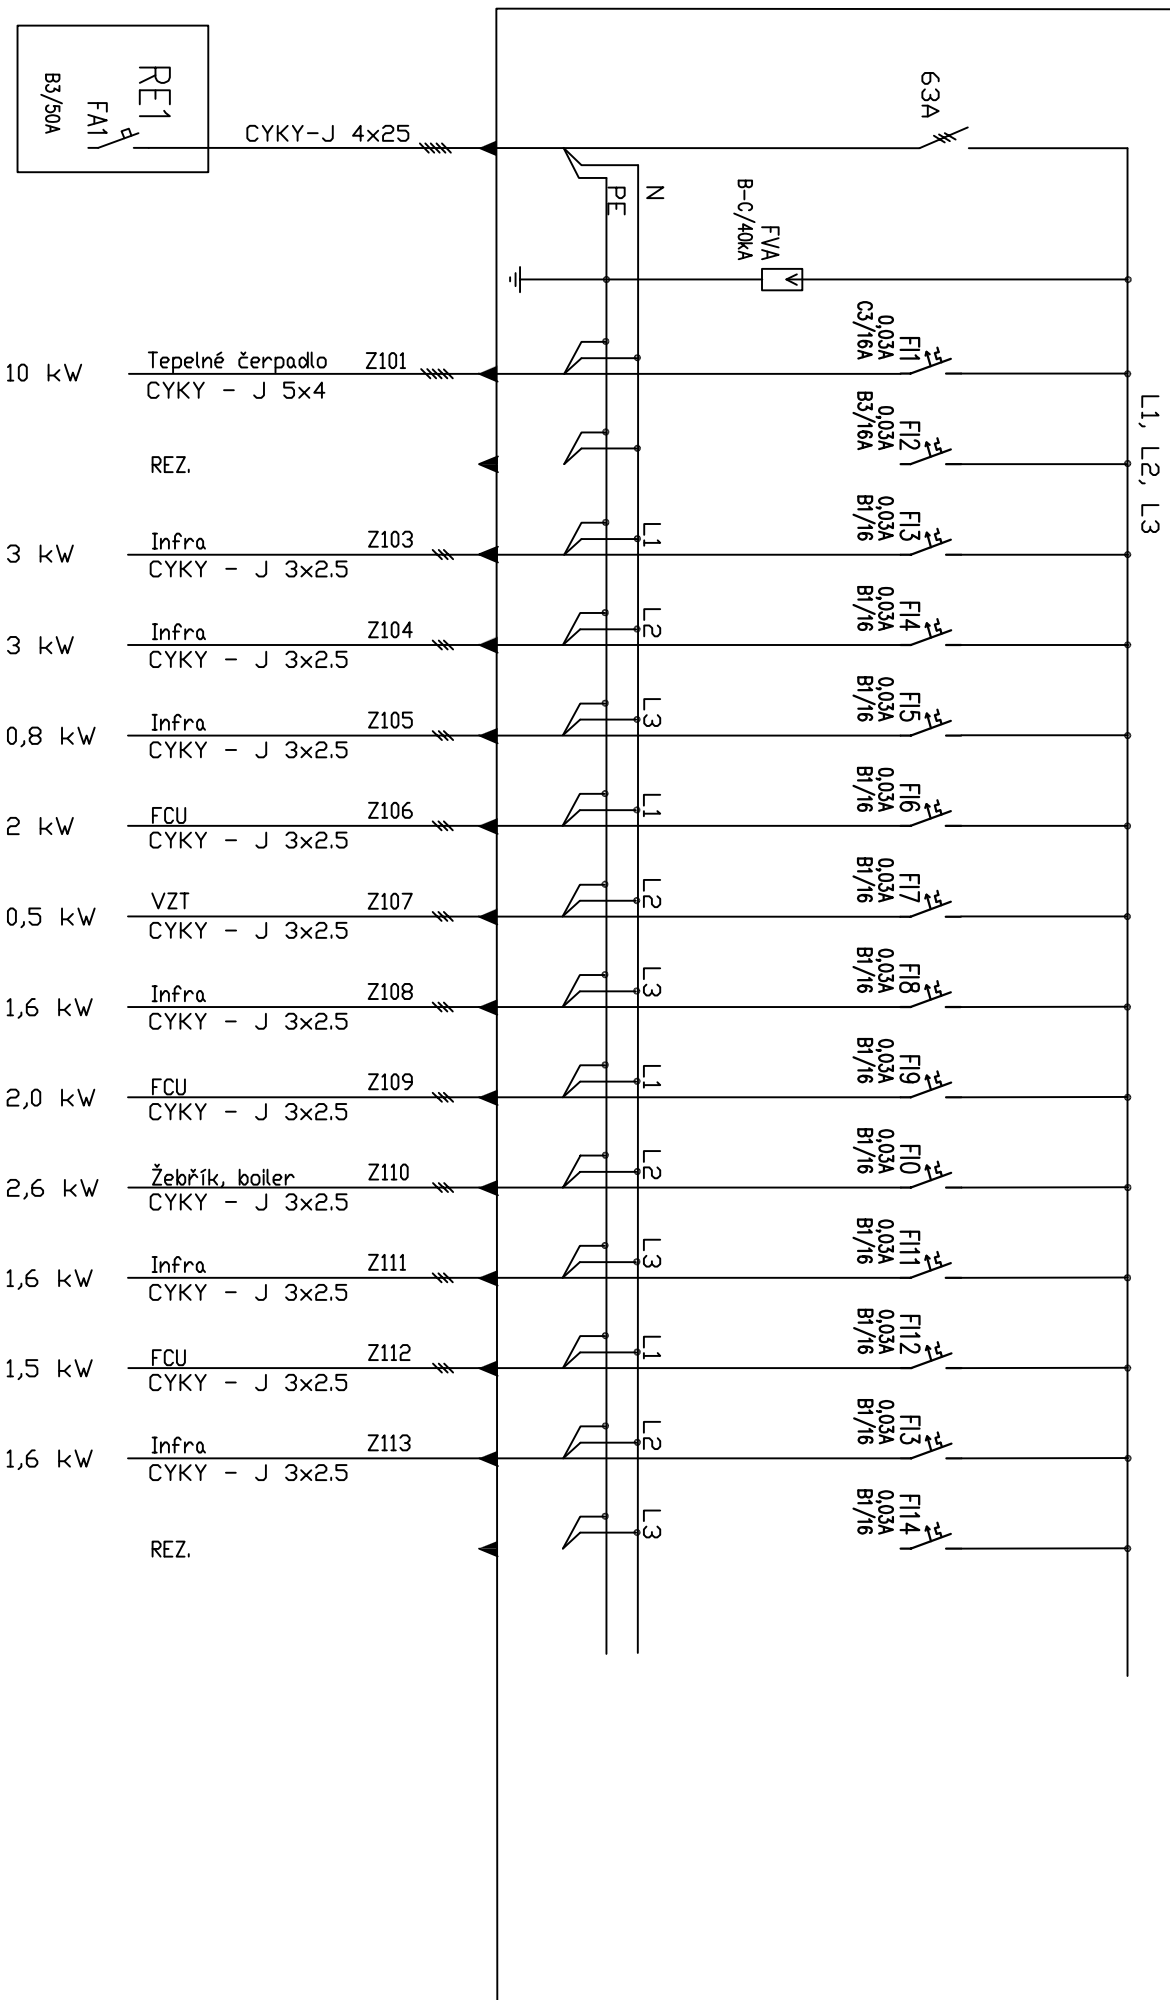 RE1
FA1
B3/50A
CYKY-J 4x25
63A
N
PE
FVA
B-C/40kA
L1, L2, L3
10 kW
Tepelné čerpadlo
Z101
CYKY - J 5x4
FI1
0,03A
C3/16A
REZ.
FI2
0,03A
B3/16A
3 kW
Infra
Z103
CYKY - J 3x2.5
L1
FI3
0,03A
B1/16
3 kW
Infra
Z104
CYKY - J 3x2.5
L2
FI4
0,03A
B1/16
0,8 kW
Infra
Z105
CYKY - J 3x2.5
L3
FI5
0,03A
B1/16
2 kW
FCU
Z106
CYKY - J 3x2.5
L1
FI6
0,03A
B1/16
0,5 kW
VZT
Z107
CYKY - J 3x2.5
L2
FI7
0,03A
B1/16
1,6 kW
Infra
Z108
CYKY - J 3x2.5
L3
FI8
0,03A
B1/16
2,0 kW
FCU
Z109
CYKY - J 3x2.5
L1
FI9
0,03A
B1/16
2,6 kW
Žebřík, boiler
Z110
CYKY - J 3x2.5
L2
FI0
0,03A
B1/16
1,6 kW
Infra
Z111
CYKY - J 3x2.5
L3
FI11
0,03A
B1/16
1,5 kW
FCU
Z112
CYKY - J 3x2.5
L1
FI12
0,03A
B1/16
1,6 kW
Infra
Z113
CYKY - J 3x2.5
L2
FI3
0,03A
B1/16
REZ.
L3
FI14
0,03A
B1/16